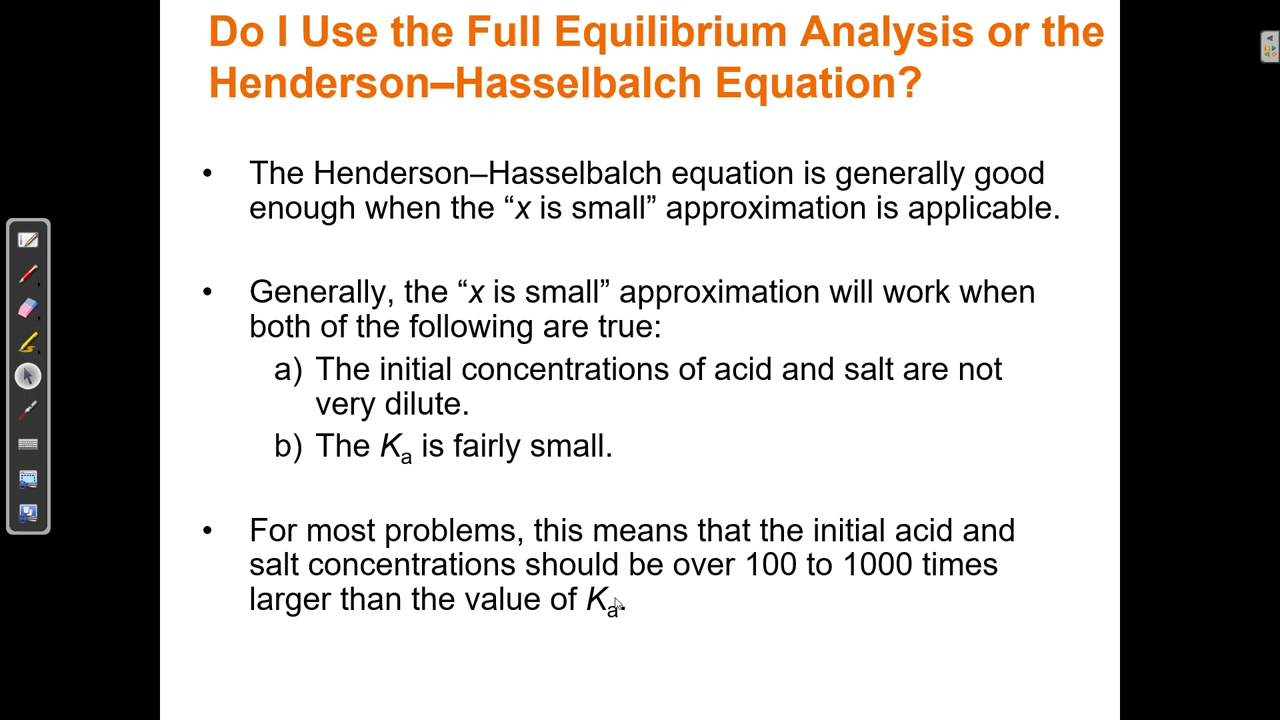 Do I Use the Full Equilibrium Analysis or the
Henderson–Hasselbalch Equation?
• The Henderson–Hasselbalch equation is generally good
enough when the “x is small” approximation is applicable.
• Generally, the “x is small” approximation will work when
both of the following are true:
a) The initial concentrations of acid and salt are not
very dilute.
b) The Ka is fairly small.
• For most problems, this means that the initial acid and
salt concentrations should be over 100 to 1000 times
larger than the value of Ka.